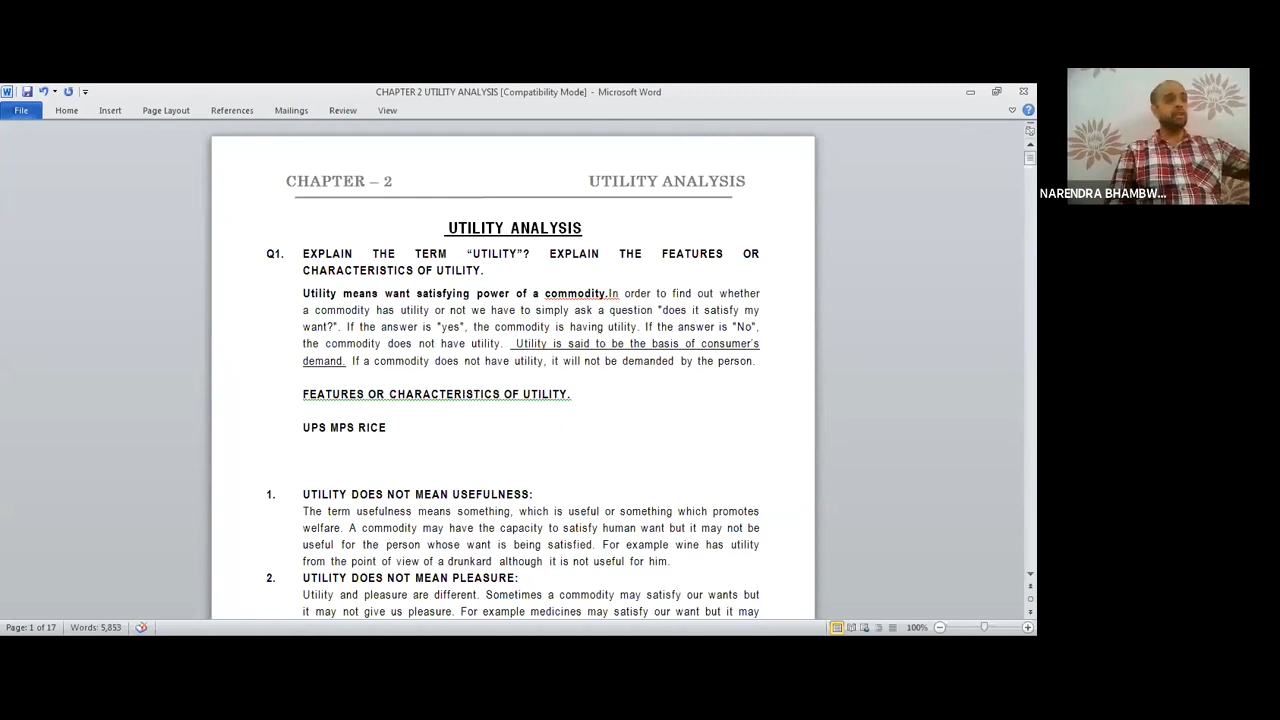 CHAPTER 2 UTILITY ANALYSIS [Compatibility Mode] - Microsoft Word
File Home Insert Page Layout References Mailings Review View
CHAPTER – 2 UTILITY ANALYSIS
UTILITY ANALYSIS
Q1. EXPLAIN THE TERM “UTILITY”? EXPLAIN THE FEATURES OR
CHARACTERISTICS OF UTILITY.
Utility means want satisfying power of a commodity.In order to find out whether
a commodity has utility or not we have to simply ask a question "does it satisfy my
want?". If the answer is "yes", the commodity is having utility. If the answer is "No",
the commodity does not have utility. Utility is said to be the basis of consumer's
demand. If a commodity does not have utility, it will not be demanded by the person.
FEATURES OR CHARACTERISTICS OF UTILITY.
UPS MPS RICE
1. UTILITY DOES NOT MEAN USEFULNESS:
The term usefulness means something, which is useful or something which promotes
welfare. A commodity may have the capacity to satisfy human want but it may not be
useful for the person whose want is being satisfied. For example wine has utility
from the point of view of a drunkard although it is not useful for him.
2. UTILITY DOES NOT MEAN PLEASURE:
Utility and pleasure are different. Sometimes a commodity may satisfy our wants but
it may not give us pleasure. For example medicines may satisfy our want but it may
Page: 1 of 17 Words: 5,853 100%
NARENDRA BHAMBW...